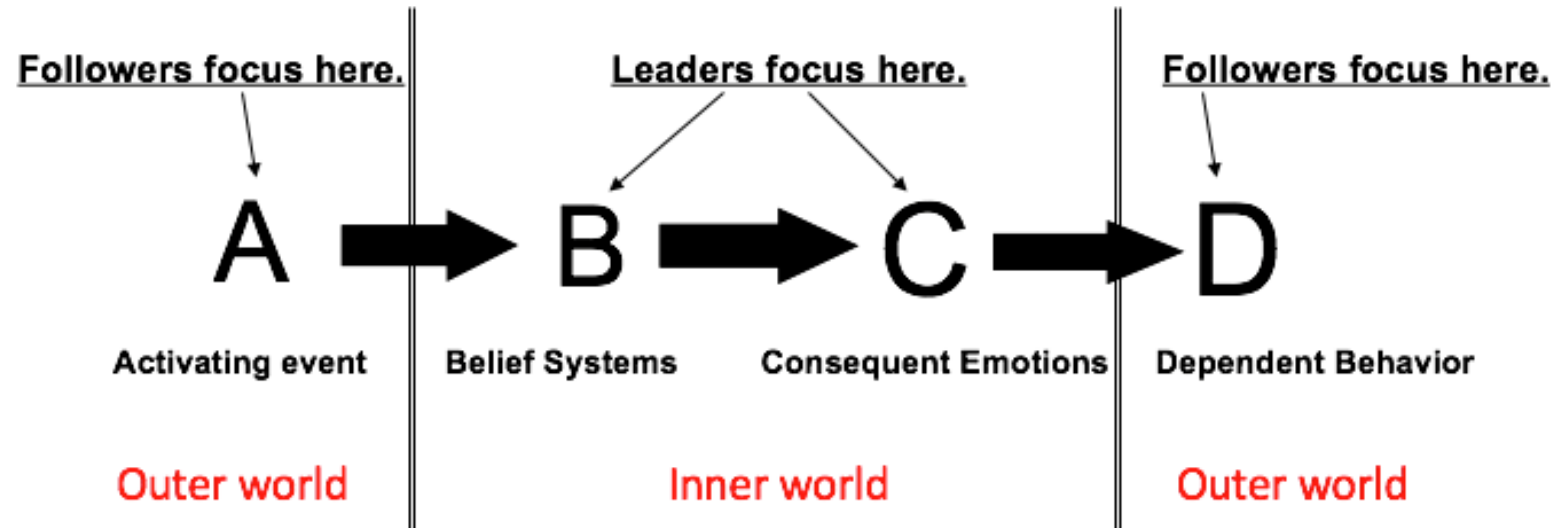 Followers focus here.
Leaders focus here.
Followers focus here.
A
B
C
D
Activating event
Belief Systems
Consequent Emotions
Dependent Behavior
Outer world
Inner world
Outer world